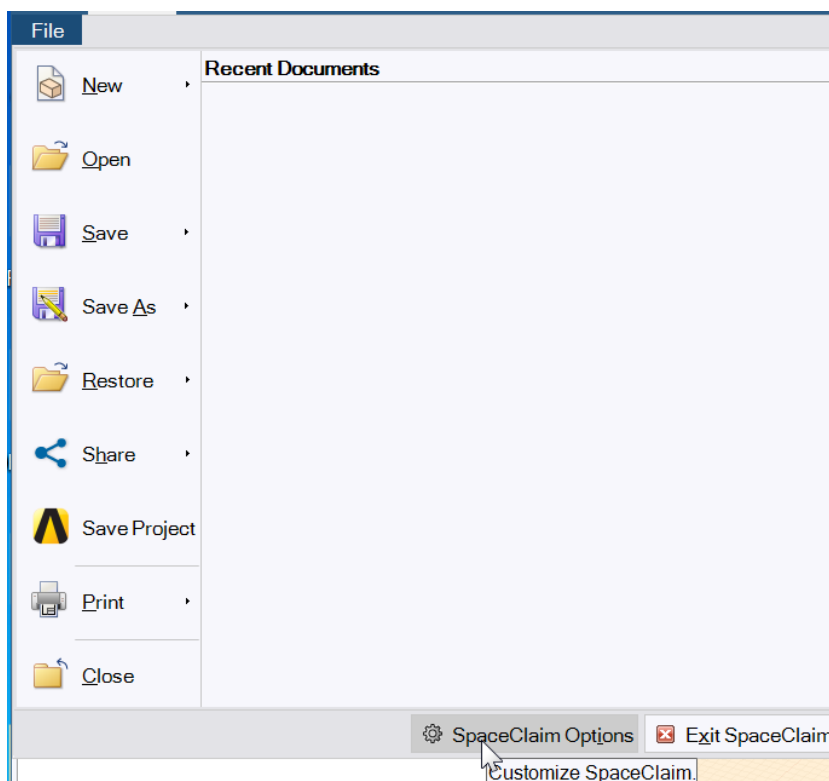 File
Recent Documents
New
Open
Save
Save As
Restore
Share
Save Project
Print
Close
SpaceClaim Options
Exit SpaceClaim
Customize SpaceClaim.